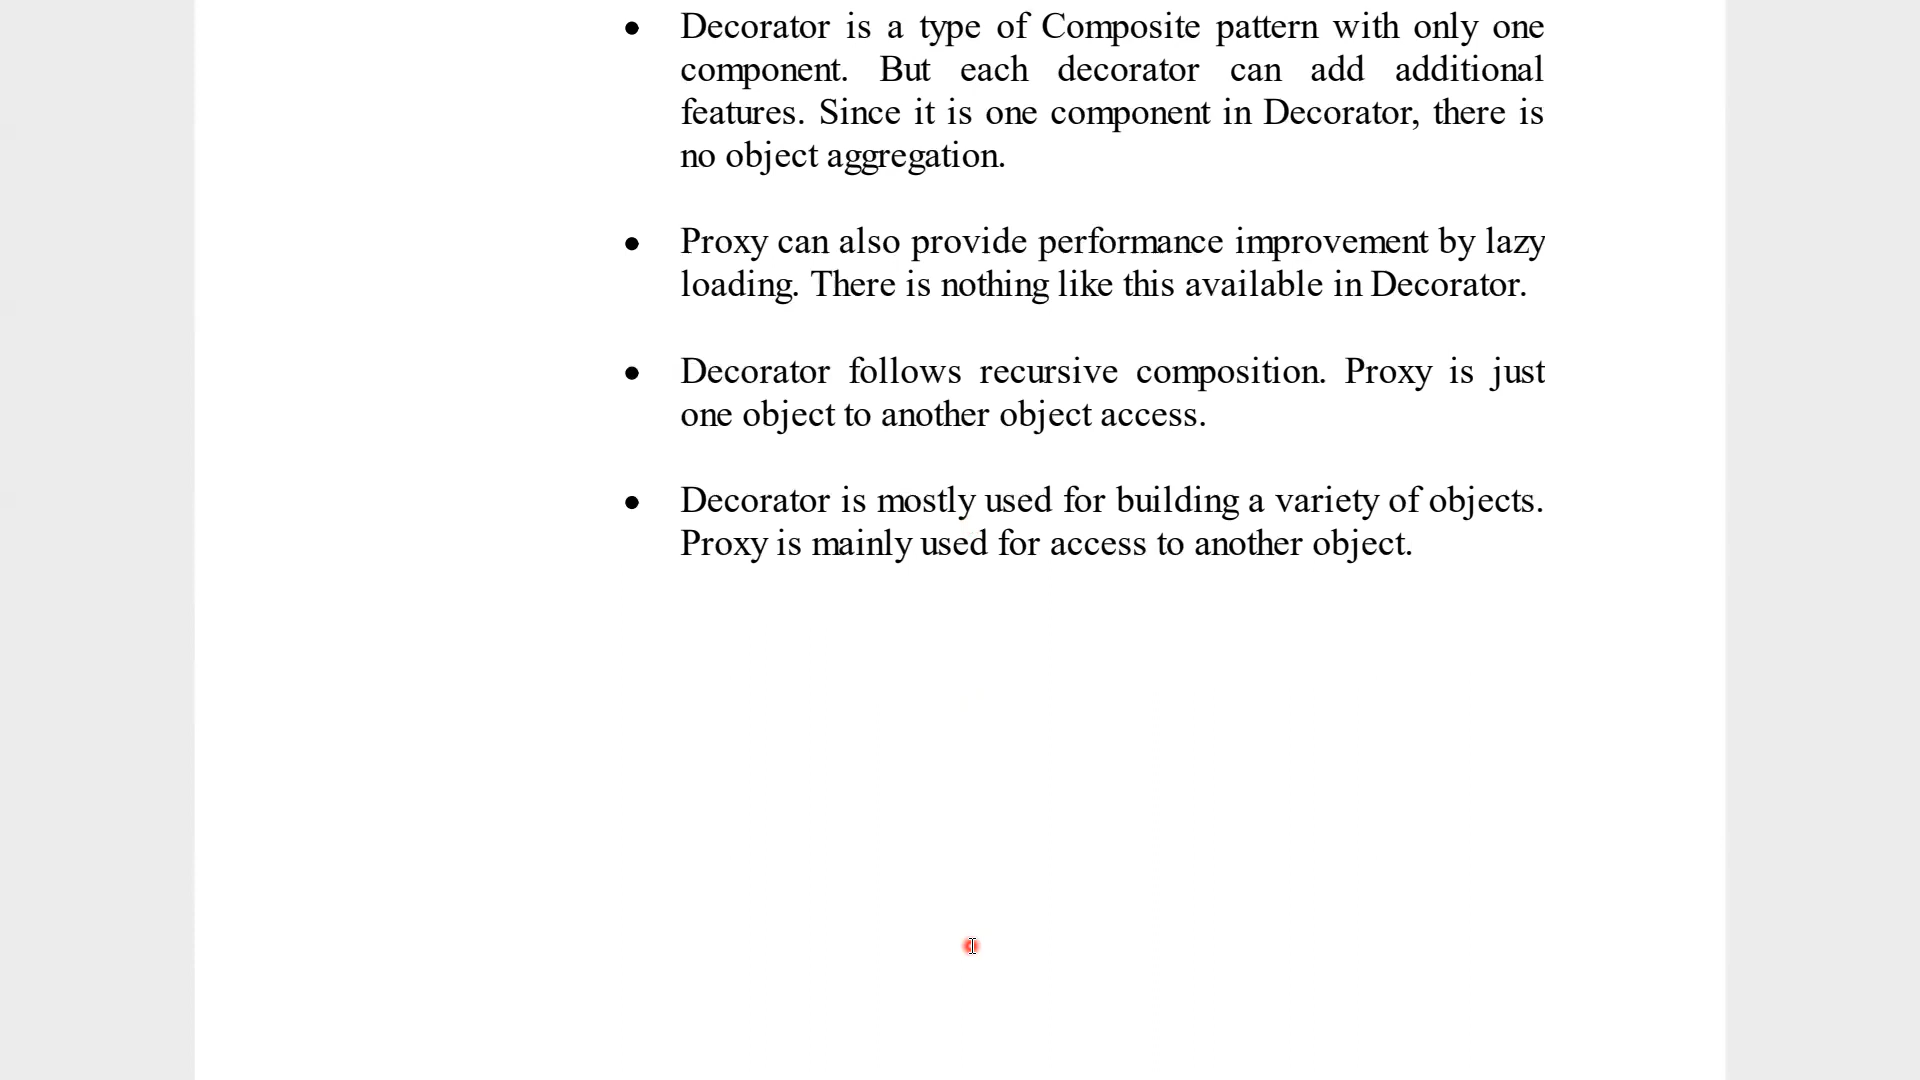 • Decorator is a type of Composite pattern with only one
component. But each decorator can add additional
features. Since it is one component in Decorator, there is
no object aggregation.
• Proxy can also provide performance improvement by lazy
loading. There is nothing like this available in Decorator.
• Decorator follows recursive composition. Proxy is just
one object to another object access.
• Decorator is mostly used for building a variety of objects.
Proxy is mainly used for access to another object.